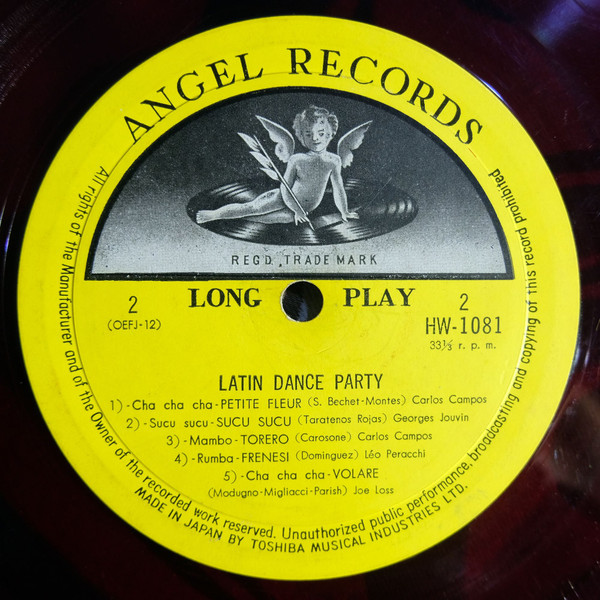 ANGEL RECORDS
REGD. TRADE MARK
LONG PLAY
2
(OEFJ-12)
2
HW-1081
33⅓ r. p. m.
LATIN DANCE PARTY
1)-Cha cha cha-PETITE FLEUR (S. Bechet-Montes) Carlos Campos
2)-Sucu sucu-SUCU SUCU (Taratenos Rojas) Georges Jouvin
3)-Mambo-TORERO (Carosone) Carlos Campos
4)-Rumba-FRENESI (Dominguez) Léo Peracchi
5)-Cha cha cha-VOLARE
(Modugno-Migliacci-Parish) Joe Loss
All rights of the Manufacturer and of the Owner of the recorded work reserved. Unauthorized public performance, broadcasting and copying of this record prohibited
MADE IN JAPAN BY TOSHIBA MUSICAL INDUSTRIES LTD.